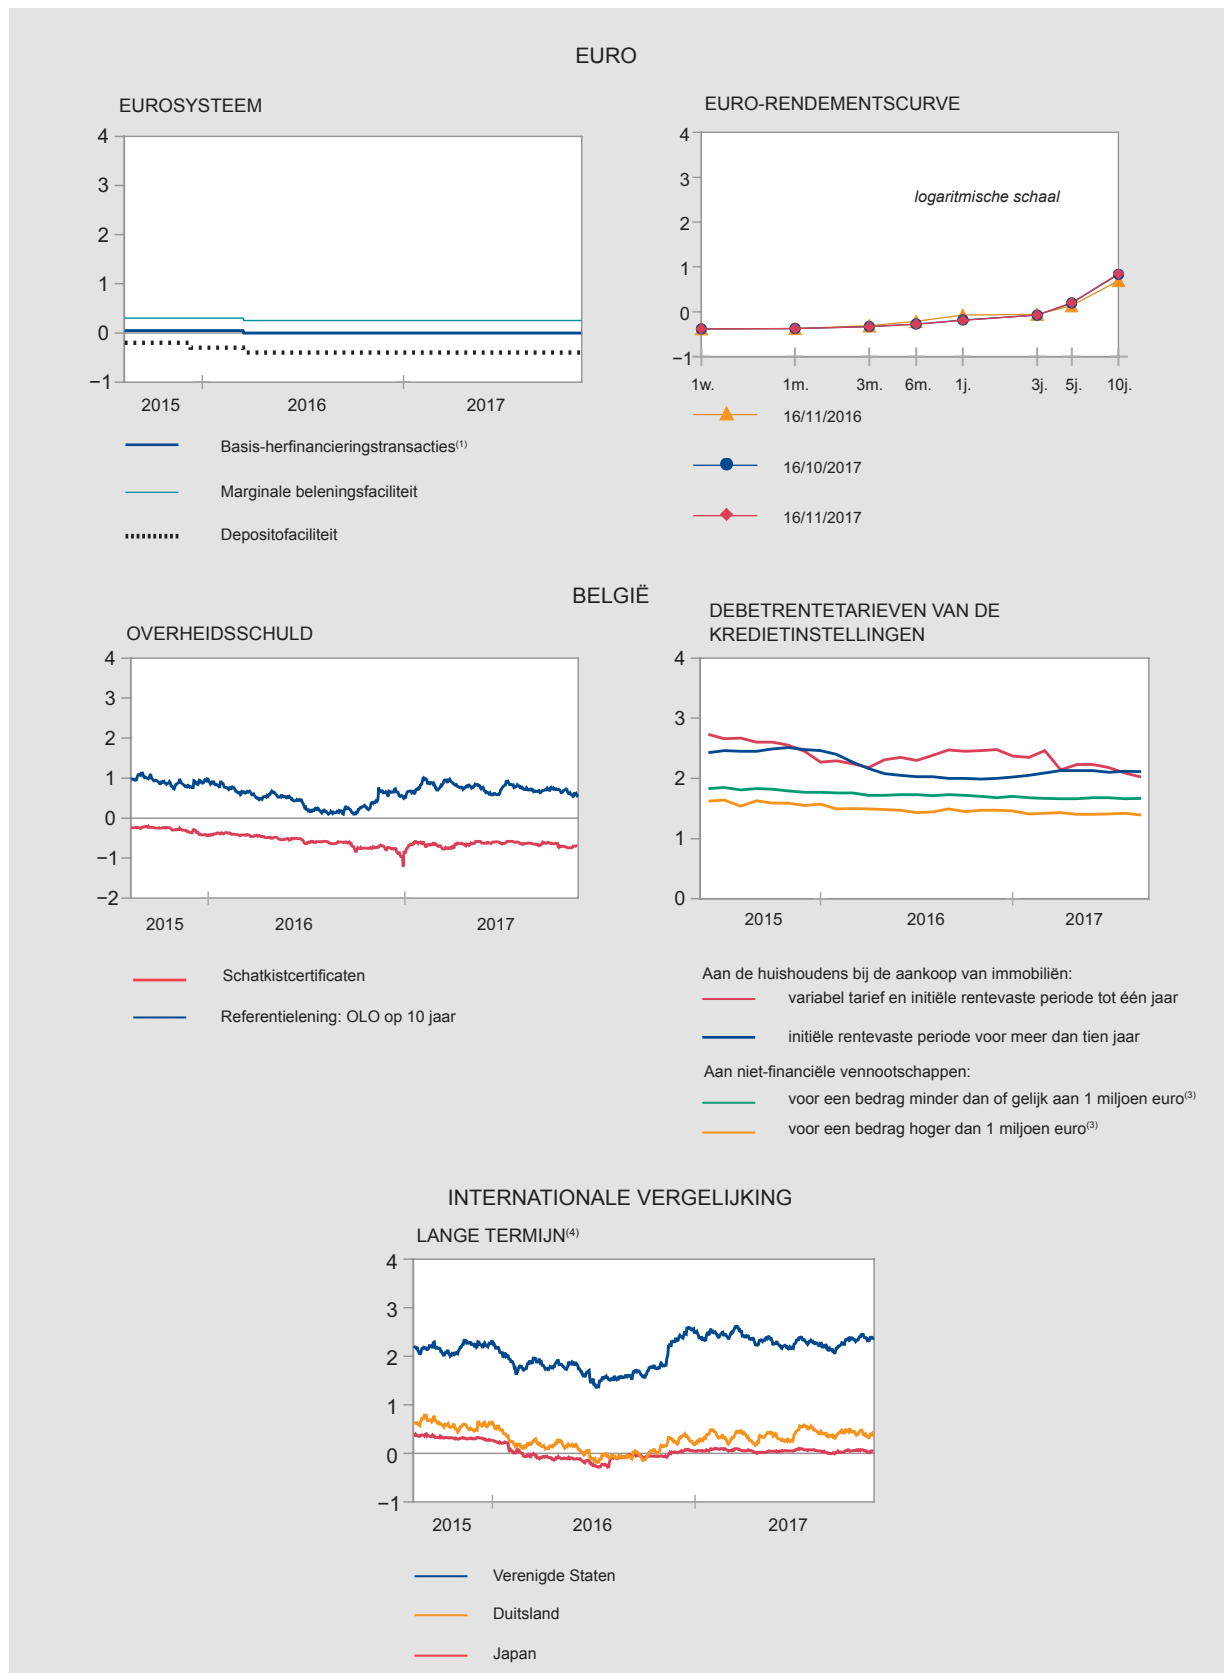 EURO
EUROSYSTEEM
4
3
2
1
0
−1
2015 2016 2017
Basis-herfinancieringstransacties(1)
Marginale beleningsfaciliteit
Depositofaciliteit
EURO-RENDEMENTSCURVE
4
3
2
1
0
−1
logaritmische schaal
1w. 1m. 3m. 6m. 1j. 3j. 5j. 10j.
16/11/2016
16/10/2017
16/11/2017
BELGIË
OVERHEIDSSCHULD
4
3
2
1
0
−1
−2
2015 2016 2017
Schatkistcertificaten
Referentielening: OLO op 10 jaar
DEBETRENTETARIEVEN VAN DE
KREDIETINSTELLINGEN
4
3
2
1
0
2015 2016 2017
Aan de huishoudens bij de aankoop van immobiliën:
variabel tarief en initiële rentevaste periode tot één jaar
initiële rentevaste periode voor meer dan tien jaar
Aan niet-financiële vennootschappen:
voor een bedrag minder dan of gelijk aan 1 miljoen euro(3)
voor een bedrag hoger dan 1 miljoen euro(3)
INTERNATIONALE VERGELIJKING
LANGE TERMIJN(4)
4
3
2
1
0
−1
2015 2016 2017
Verenigde Staten
Duitsland
Japan